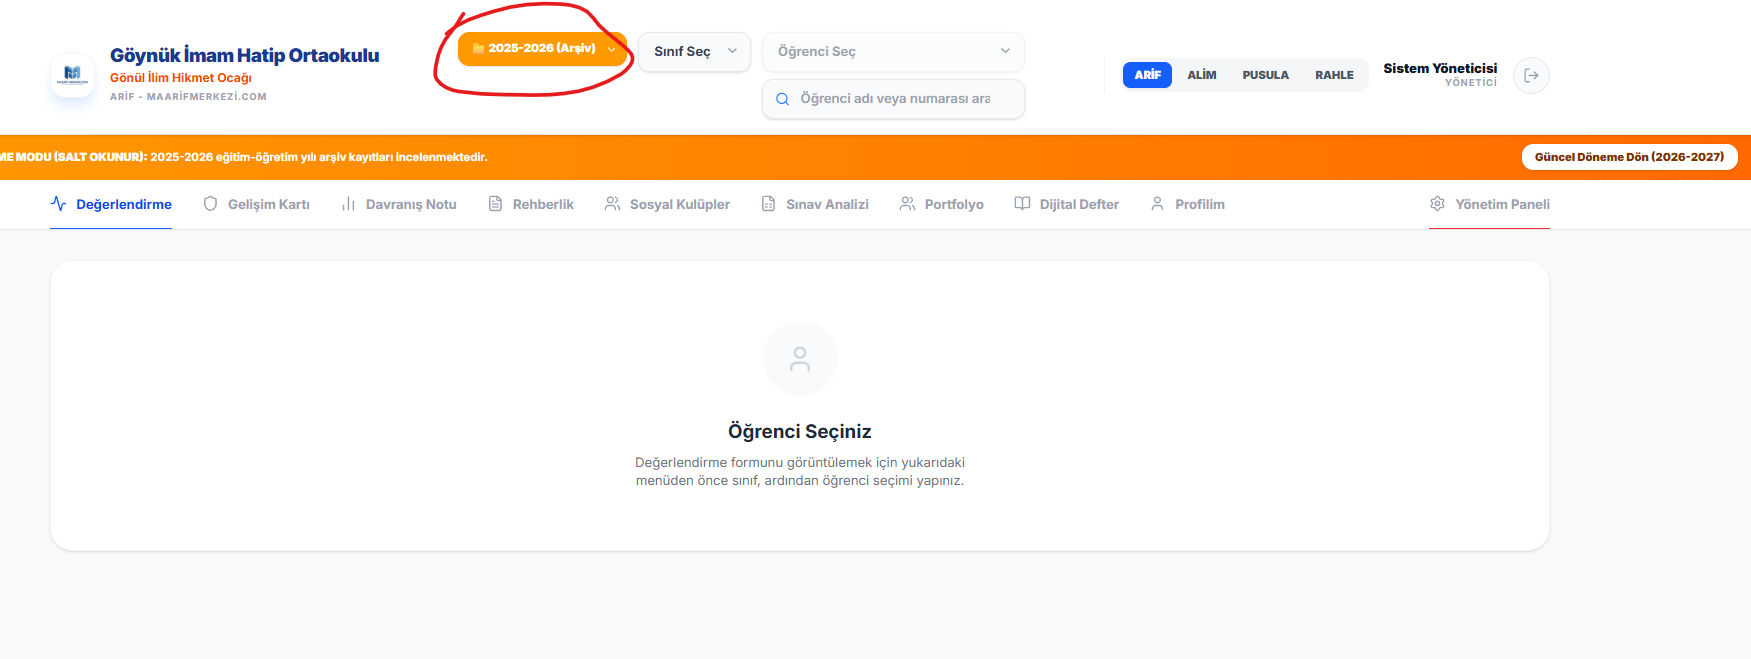 Göynük İmam Hatip Ortaokulu
Gönül İlim Hikmet Ocağı
ARİF - MAARİFMERKEZİ.COM
2025-2026 (Arşiv)
Sınıf Seç
Öğrenci Seç
Öğrenci adı veya numarası ara
ARİF
ALİM
PUSULA
RAHLE
Sistem Yöneticisi
YÖNETİCİ
ME MODU (SALT OKUNUR): 2025-2026 eğitim-öğretim yılı arşiv kayıtları incelenmektedir.
Güncel Döneme Dön (2026-2027)
Değerlendirme
Gelişim Kartı
Davranış Notu
Rehberlik
Sosyal Kulüpler
Sınav Analizi
Portfolyo
Dijital Defter
Profilim
Yönetim Paneli
Öğrenci Seçiniz
Değerlendirme formunu görüntülemek için yukarıdaki
menüden önce sınıf, ardından öğrenci seçimi yapınız.